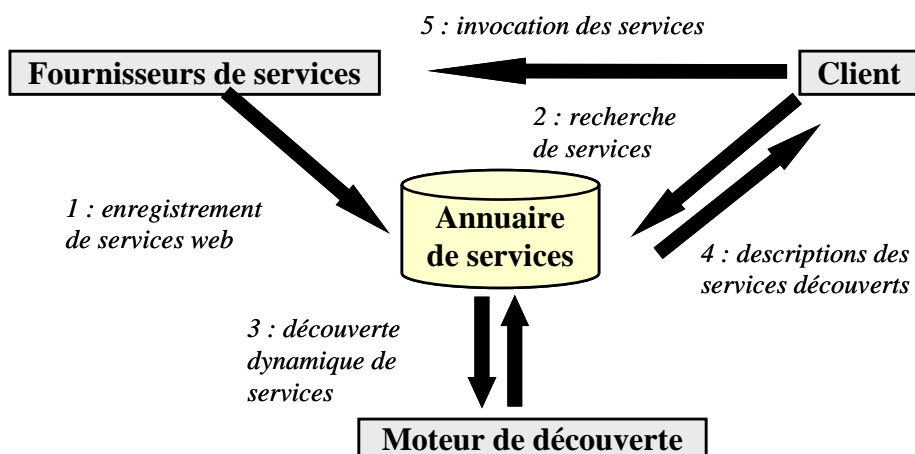 5 : invocation des services
Fournisseurs de services
Client
2 : recherche
de services
1 : enregistrement
de services web
Annuaire
de services
4 : descriptions des
services découverts
3 : découverte
dynamique de
services
Moteur de découverte